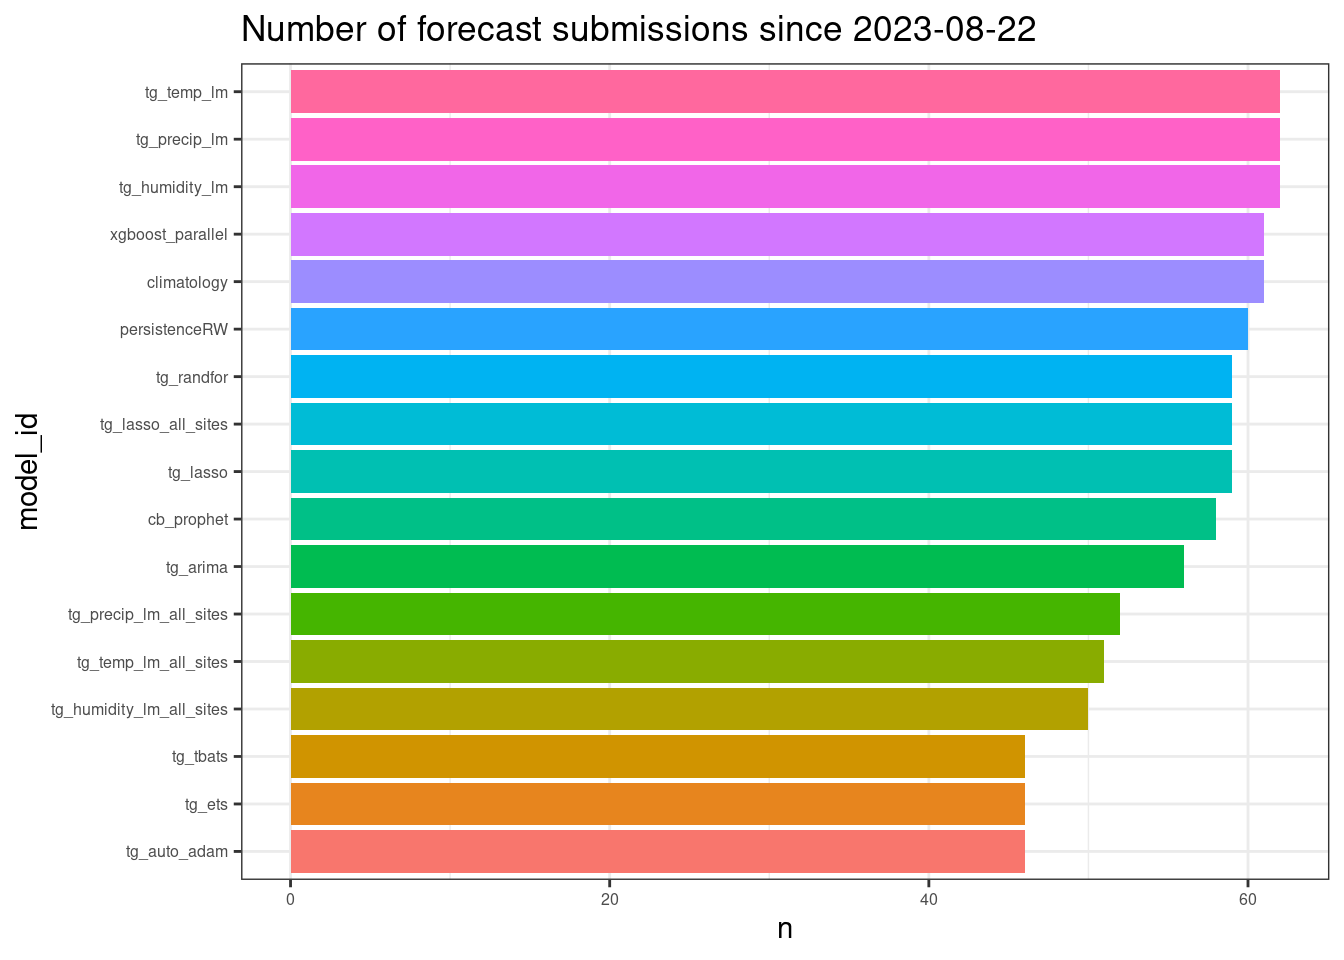 Number of forecast submissions since 2023-08-22
tg_temp_lm
tg_precip_lm
tg_humidity_lm
xgboost_parallel
climatology
persistenceRW
tg_randfor
tg_lasso_all_sites
tg_lasso
cb_prophet
tg_arima
tg_precip_lm_all_sites
tg_temp_lm_all_sites
tg_humidity_lm_all_sites
tg_tbats
tg_ets
tg_auto_adam
model_id
0 20 40 60
n